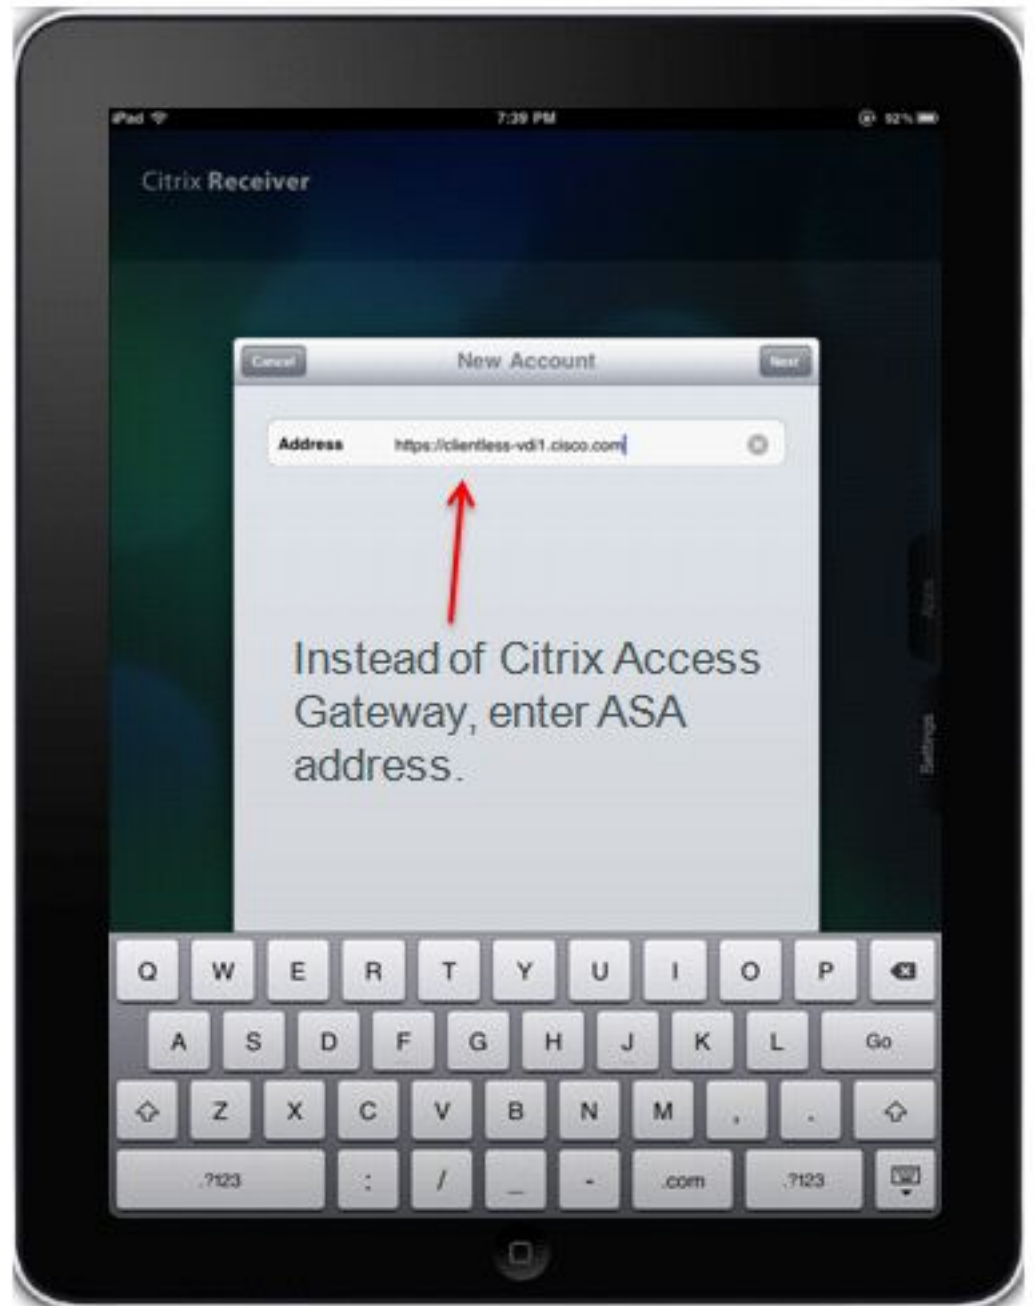 iPad 7:39 PM 92%
Citrix Receiver
Cancel New Account Next
Address https://clientless-vdi1.cisco.com
Instead of Citrix Access
Gateway, enter ASA
address.
Apps
Settings
Q W E R T Y U I O P
A S D F G H J K L Go
Z X C V B N M , .
.?123 : / _ - .com .?123